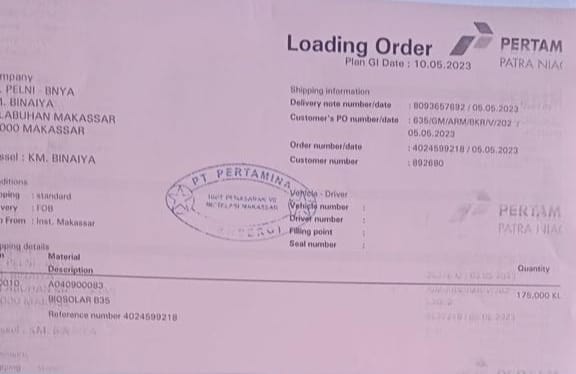 Loading Order
Plan GI Date : 10.05.2023
PERTAM
PATRA NIAG
mpany
. PELNI - BNYA
M. BINAIYA
LABUHAN MAKASSAR
000 MAKASSAR
ssel : KM. BINAIYA
Shipping information
Delivery note number/date : 8093657692 / 05.05.2023
Customer's PO number/date : 635/GM/ARM/BKR/V/202 /
05.05.2023
Order number/date : 4024599218 / 05.05.2023
Customer number : 892680
ditions
pping : standard
very : FOB
From : Inst. Makassar
PT PERTAMINA
Vehicle - Driver
Vehicle number :
Driver number :
Filling point :
Seal number :
PERTAM
PATRA NIAG
pping details
Material
Description
Quantity
0010 A040900083
BIOSOLAR B35
175,000 KL
Reference number 4024599218